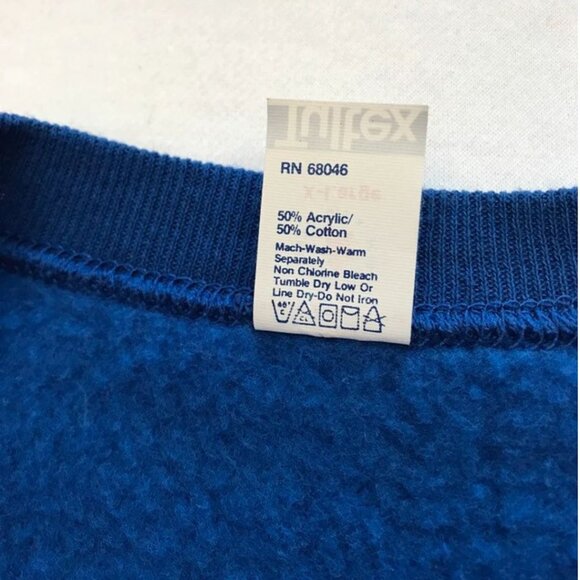 Tultex
RN 68046
X-Large
50% Acrylic/
50% Cotton
Mach-Wash-Warm
Separately
Non Chlorine Bleach
Tumble Dry Low Or
Line Dry-Do Not Iron